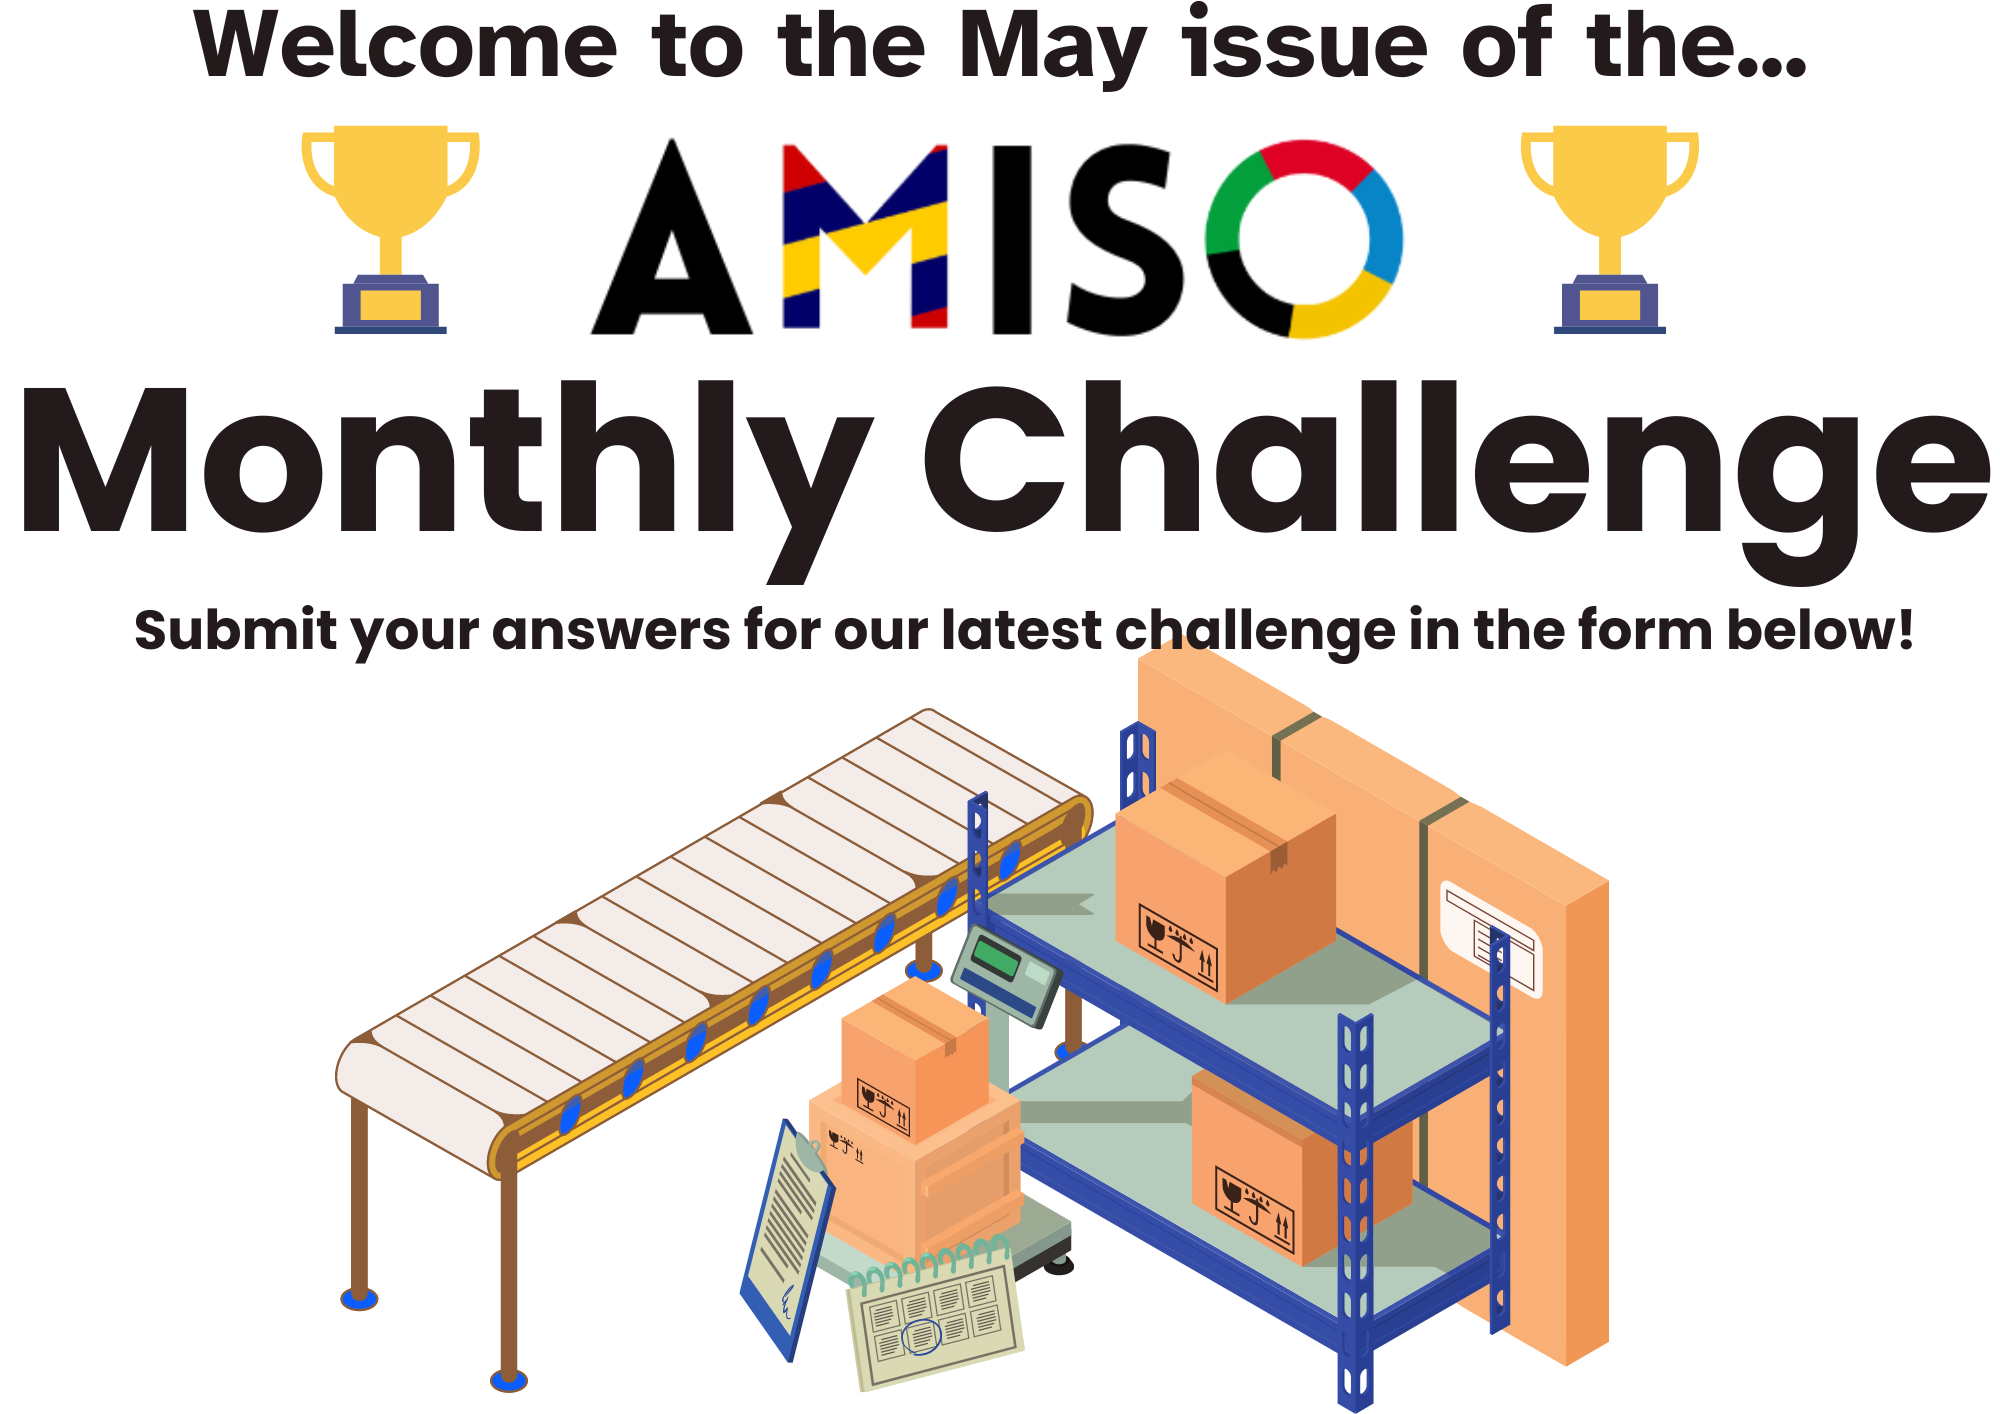 Welcome to the May issue of the...
AMISO
Monthly Challenge
Submit your answers for our latest challenge in the form below!